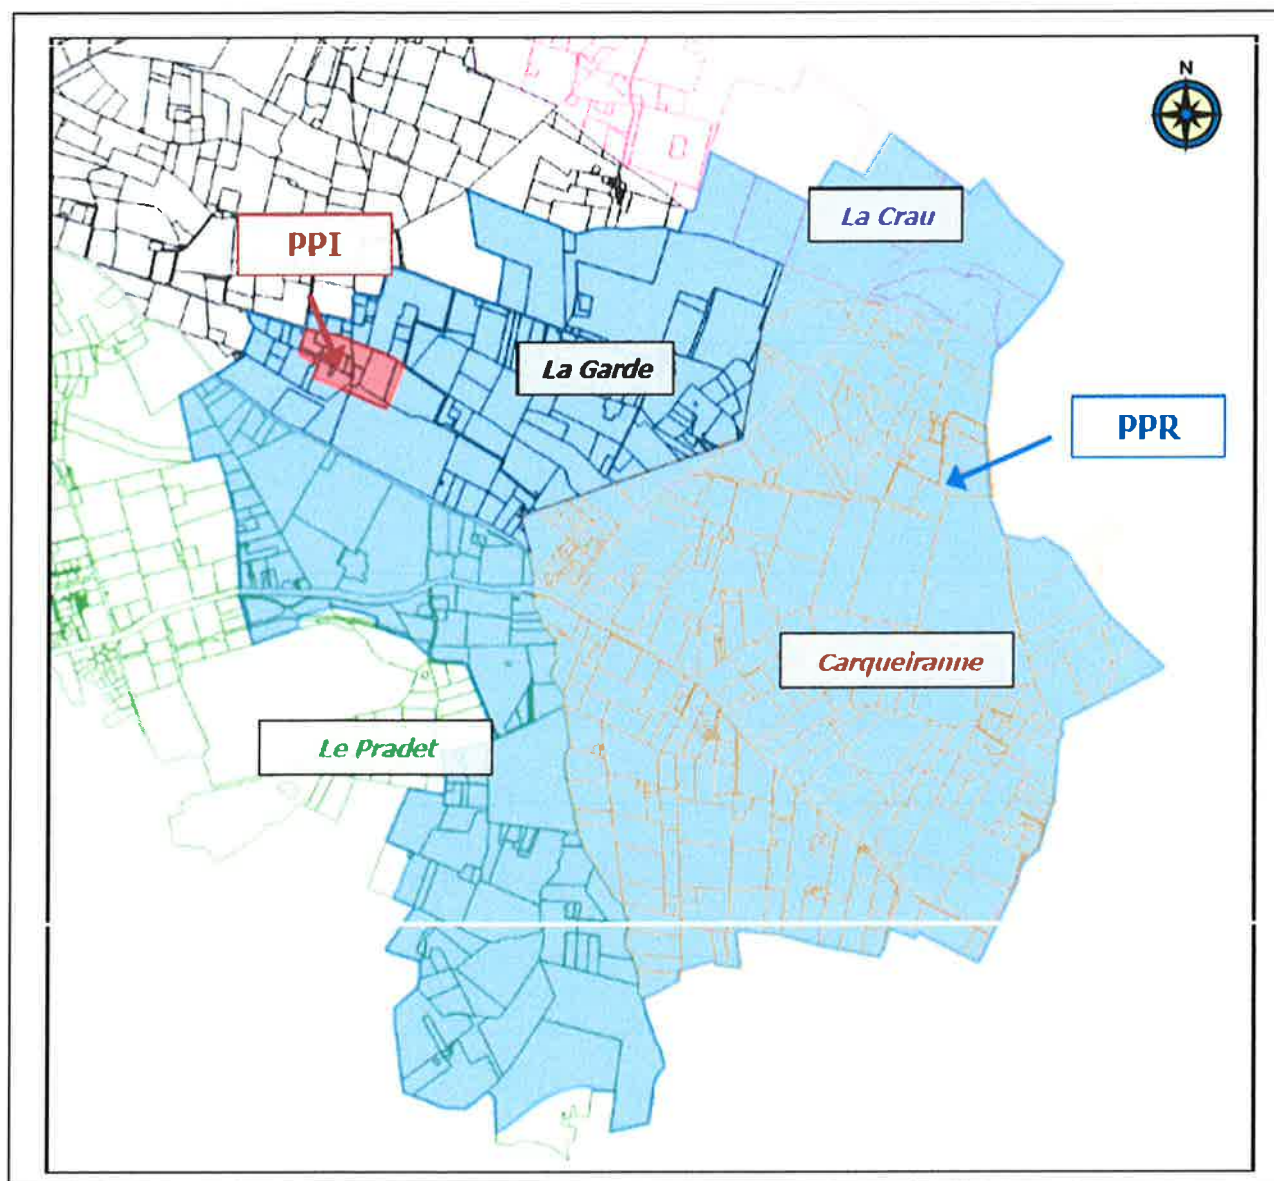 N
La Crau
PPI
La Garde
PPR
Carqueiranne
Le Pradet